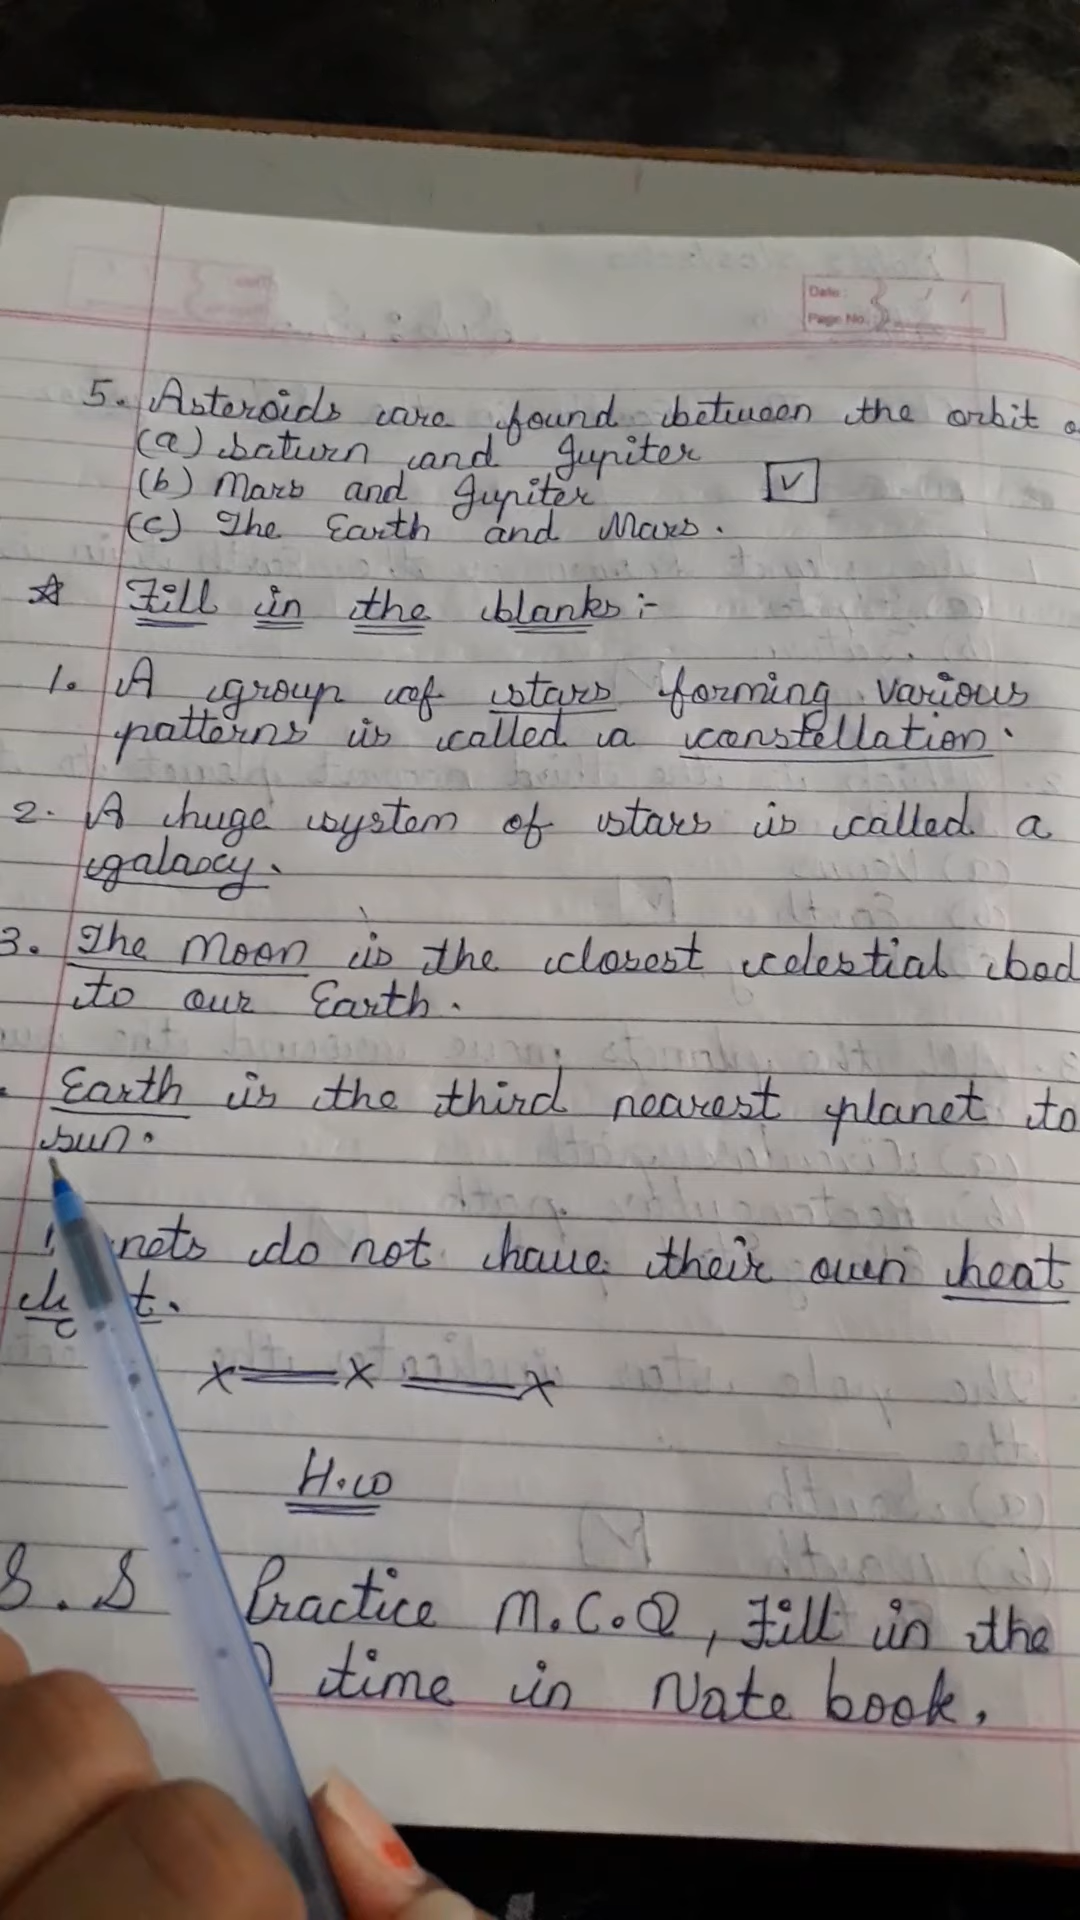 Date:
Page No.
5. Asteroids are found between the orbit
(a) Saturn and Jupiter
(b) Mars and Jupiter
(c) The Earth and Mars.
Fill in the blanks :-
1. A group of stars forming various
patterns is called a constellation.
2. A huge system of stars is called a
galaxy.
3. The Moon is the closest celestial bod
to our Earth.
Earth is the third nearest planet to
sun.
nets do not have their own heat
t.
x x x
H.W
S.S Practice M.C.Q, Fill in the
time in Note book.